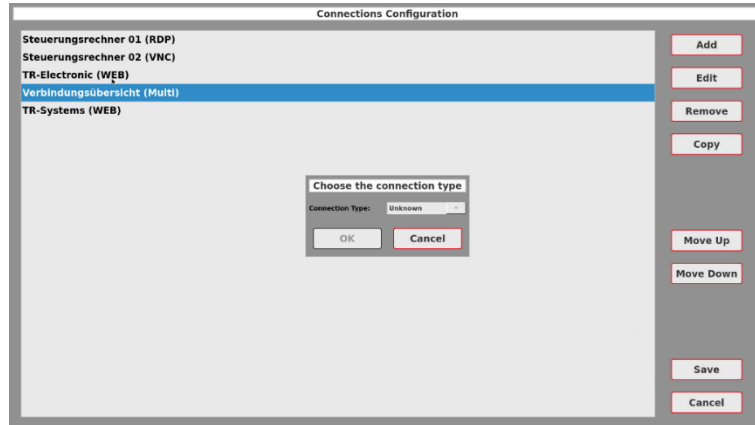 Connections Configuration
Steuerungsrechner 01 (RDP)
Steuerungsrechner 02 (VNC)
TR-Electronic (WEB)
Verbindungsübersicht (Multi)
TR-Systems (WEB)
Choose the connection type
Connection Type: Unknown
OK Cancel
Add
Edit
Remove
Copy
Move Up
Move Down
Save
Cancel